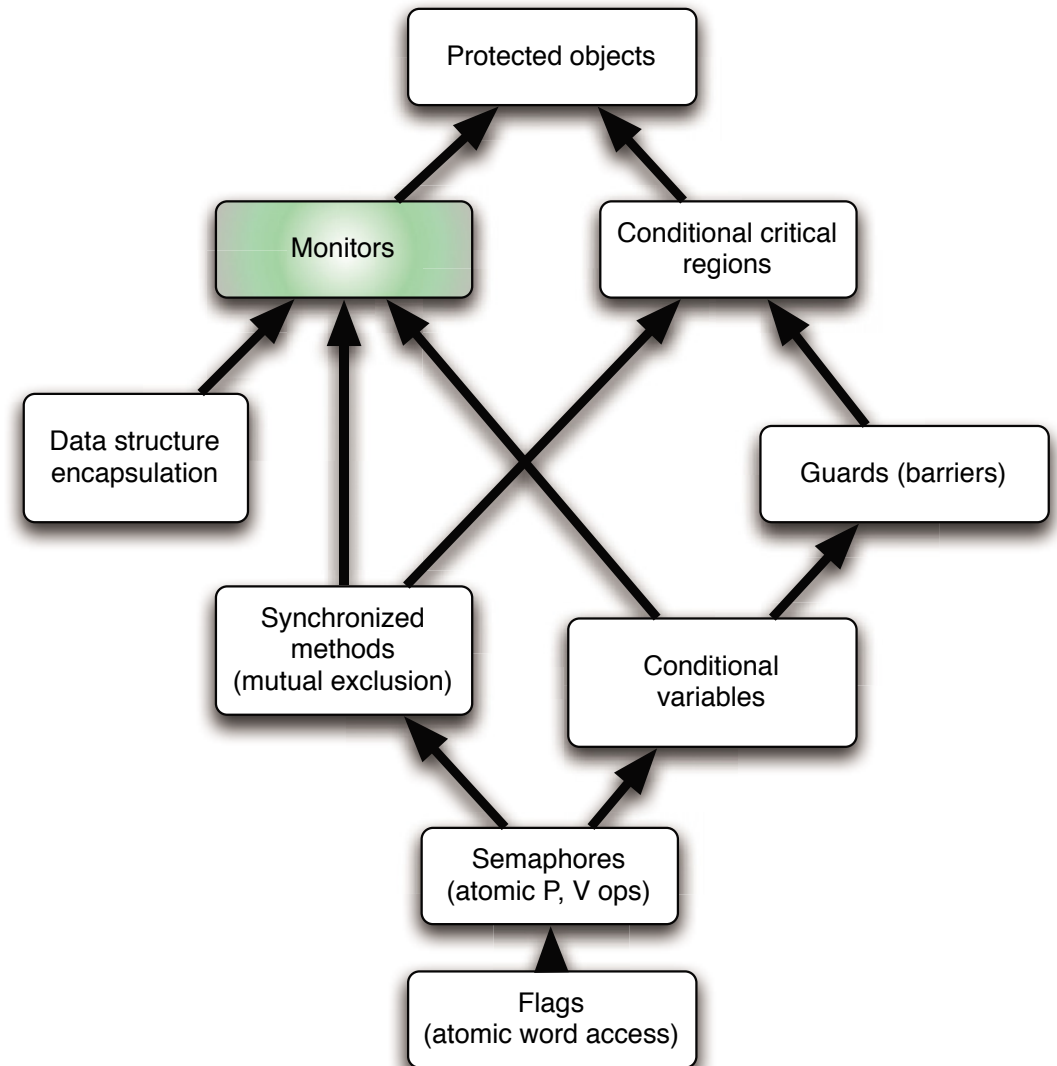 Protected objects
Monitors
Conditional critical
regions
Data structure
encapsulation
Guards (barriers)
Synchronized
methods
(mutual exclusion)
Conditional
variables
Semaphores
(atomic P, V ops)
Flags
(atomic word access)